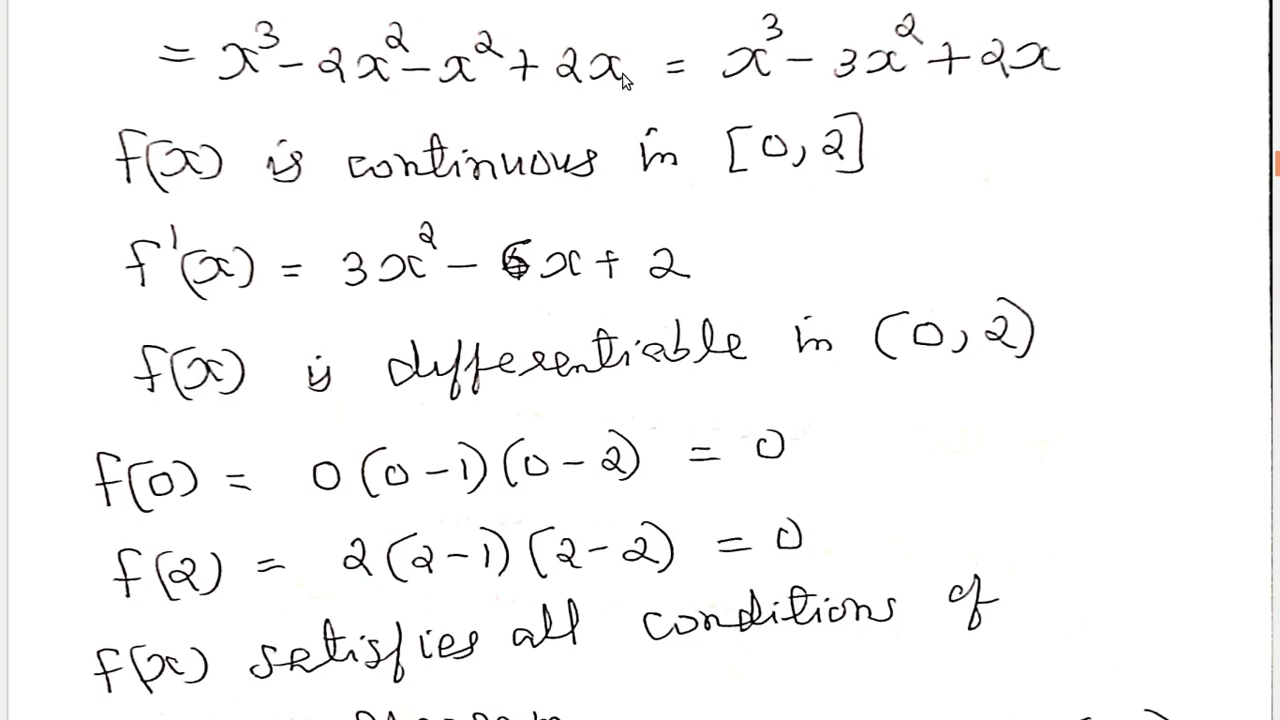 = x³ - 2x² - x² + 2x = x³ - 3x² + 2x
f(x) is continuous in [0,2]
f'(x) = 3x² - 6x + 2
f(x) is differentiable in (0,2)
f(0) = 0(0-1)(0-2) = 0
f(2) = 2(2-1)(2-2) = 0
f(x) satisfies all conditions of